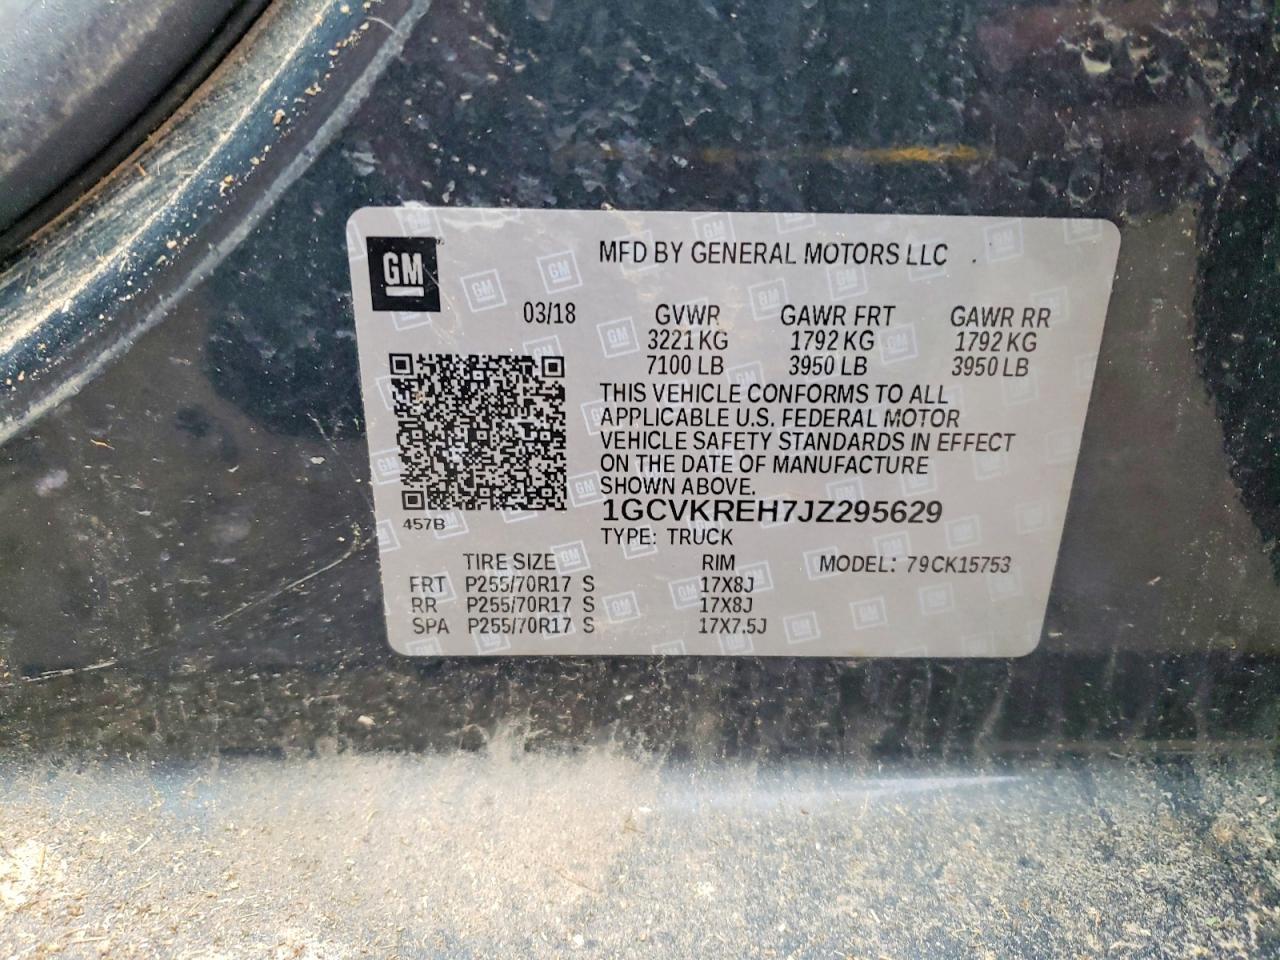 GM
MFD BY GENERAL MOTORS LLC
03/18 GVWR GAWR FRT GAWR RR
3221 KG 1792 KG 1792 KG
7100 LB 3950 LB 3950 LB
THIS VEHICLE CONFORMS TO ALL
APPLICABLE U.S. FEDERAL MOTOR
VEHICLE SAFETY STANDARDS IN EFFECT
ON THE DATE OF MANUFACTURE
SHOWN ABOVE.
1GCVKREH7JZ295629
457B
TYPE: TRUCK
TIRE SIZE RIM MODEL: 79CK15753
FRT P255/70R17 S 17X8J
RR P255/70R17 S 17X8J
SPA P255/70R17 S 17X7.5J